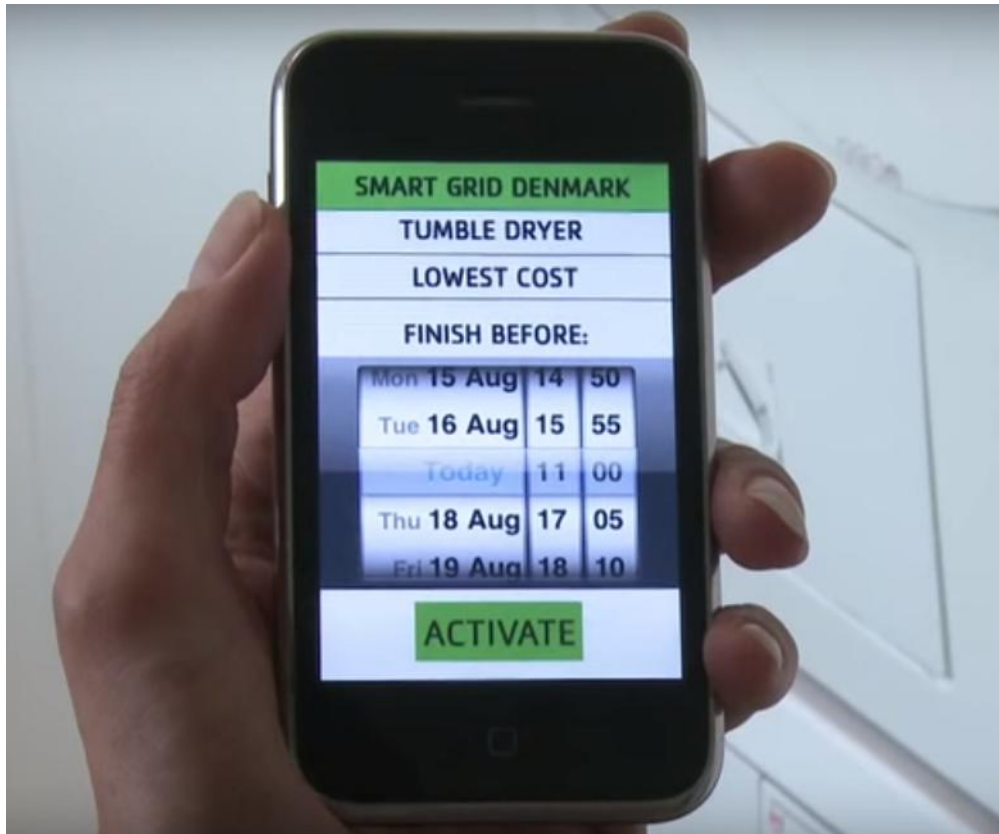 SMART GRID DENMARK
TUMBLE DRYER
LOWEST COST
FINISH BEFORE:
Mon 15 Aug 14 50
Tue 16 Aug 15 55
Today 11 00
Thu 18 Aug 17 05
Fri 19 Aug 18 10
ACTIVATE